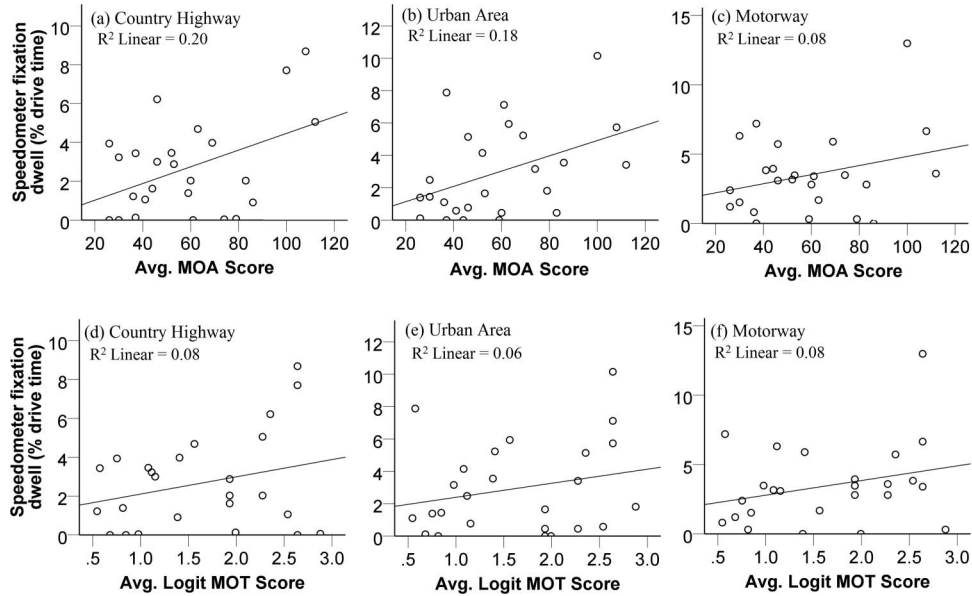 (a) Country Highway
R² Linear = 0.20
Speedometer fixation
dwell (% drive time)
10
8
6
4
2
0
20 40 60 80 100 120
Avg. MOA Score
(b) Urban Area
R² Linear = 0.18
12
10
8
6
4
2
0
20 40 60 80 100 120
Avg. MOA Score
(c) Motorway
R² Linear = 0.08
15
10
5
0
20 40 60 80 100 120
Avg. MOA Score
(d) Country Highway
R² Linear = 0.08
Speedometer fixation
dwell (% drive time)
10
8
6
4
2
0
.5 1.0 1.5 2.0 2.5 3.0
Avg. Logit MOT Score
(e) Urban Area
R² Linear = 0.06
12
10
8
6
4
2
0
.5 1.0 1.5 2.0 2.5 3.0
Avg. Logit MOT Score
(f) Motorway
R² Linear = 0.08
15
10
5
0
.5 1.0 1.5 2.0 2.5 3.0
Avg. Logit MOT Score